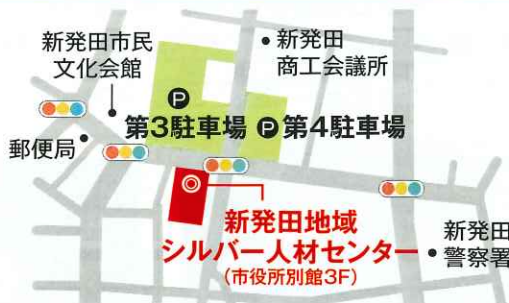 新発田市民
文化会館
新発田
商工会議所
P
第3駐車場
P 第4駐車場
郵便局
新発田地域
シルバー人材センター
(市役所別館3F)
新発田
警察署